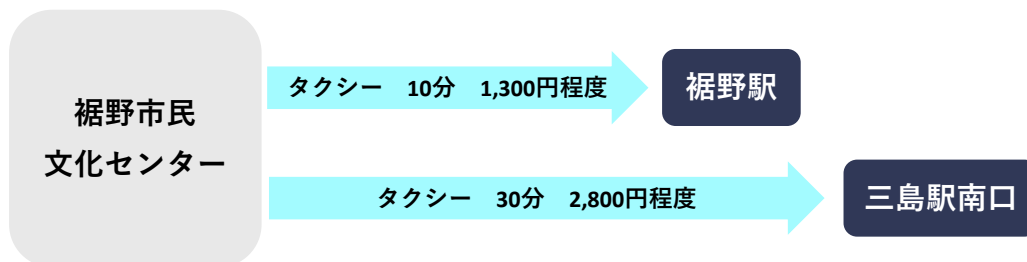 裾野市民
文化センター
タクシー　10分　1,300円程度
裾野駅
タクシー　30分　2,800円程度
三島駅南口